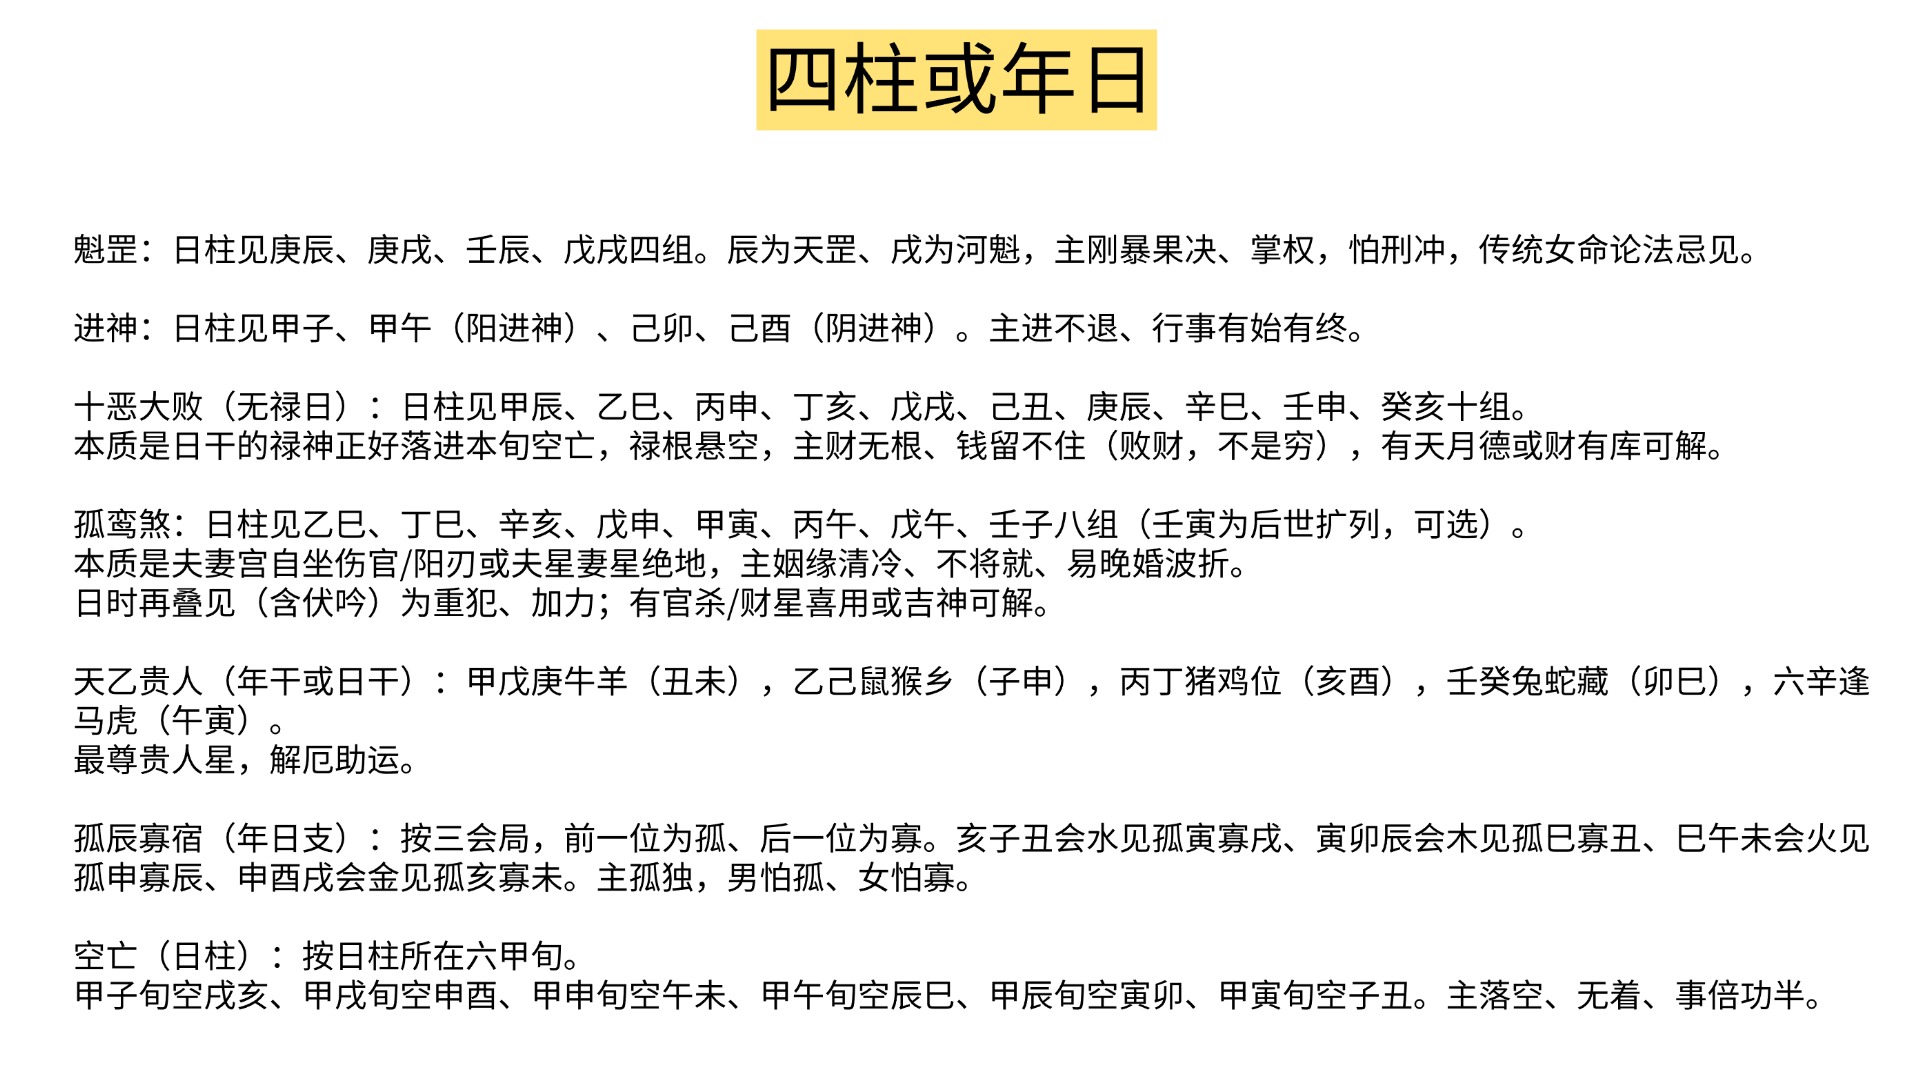 四柱或年日
魁罡：日柱见庚辰、庚戌、壬辰、戊戌四组。辰为天罡、戌为河魁，主刚暴果决、掌权，怕刑冲，传统女命论法忌见。
进神：日柱见甲子、甲午（阳进神）、己卯、己酉（阴进神）。主进不退、行事有始有终。
十恶大败（无禄日）：日柱见甲辰、乙巳、丙申、丁亥、戊戌、己丑、庚辰、辛巳、壬申、癸亥十组。
本质是日干的禄神正好落进本旬空亡，禄根悬空，主财无根、钱留不住（败财，不是穷），有天月德或财有库可解。
孤鸾煞：日柱见乙巳、丁巳、辛亥、戊申、甲寅、丙午、戊午、壬子八组（壬寅为后世扩列，可选）。
本质是夫妻宫自坐伤官/阳刃或夫星妻星绝地，主姻缘清冷、不将就、易晚婚波折。
日时再叠见（含伏吟）为重犯、加力；有官杀/财星喜用或吉神可解。
天乙贵人（年干或日干）：甲戊庚牛羊（丑未），乙己鼠猴乡（子申），丙丁猪鸡位（亥酉），壬癸兔蛇藏（卯巳），六辛逢
马虎（午寅）。
最尊贵人星，解厄助运。
孤辰寡宿（年日支）：按三会局，前一位为孤、后一位为寡。亥子丑会水见孤寅寡戌、寅卯辰会木见孤巳寡丑、巳午未会火见
孤申寡辰、申酉戌会金见孤亥寡未。主孤独，男怕孤、女怕寡。
空亡（日柱）：按日柱所在六甲旬。
甲子旬空戌亥、甲戌旬空申酉、甲申旬空午未、甲午旬空辰巳、甲辰旬空寅卯、甲寅旬空子丑。主落空、无着、事倍功半。